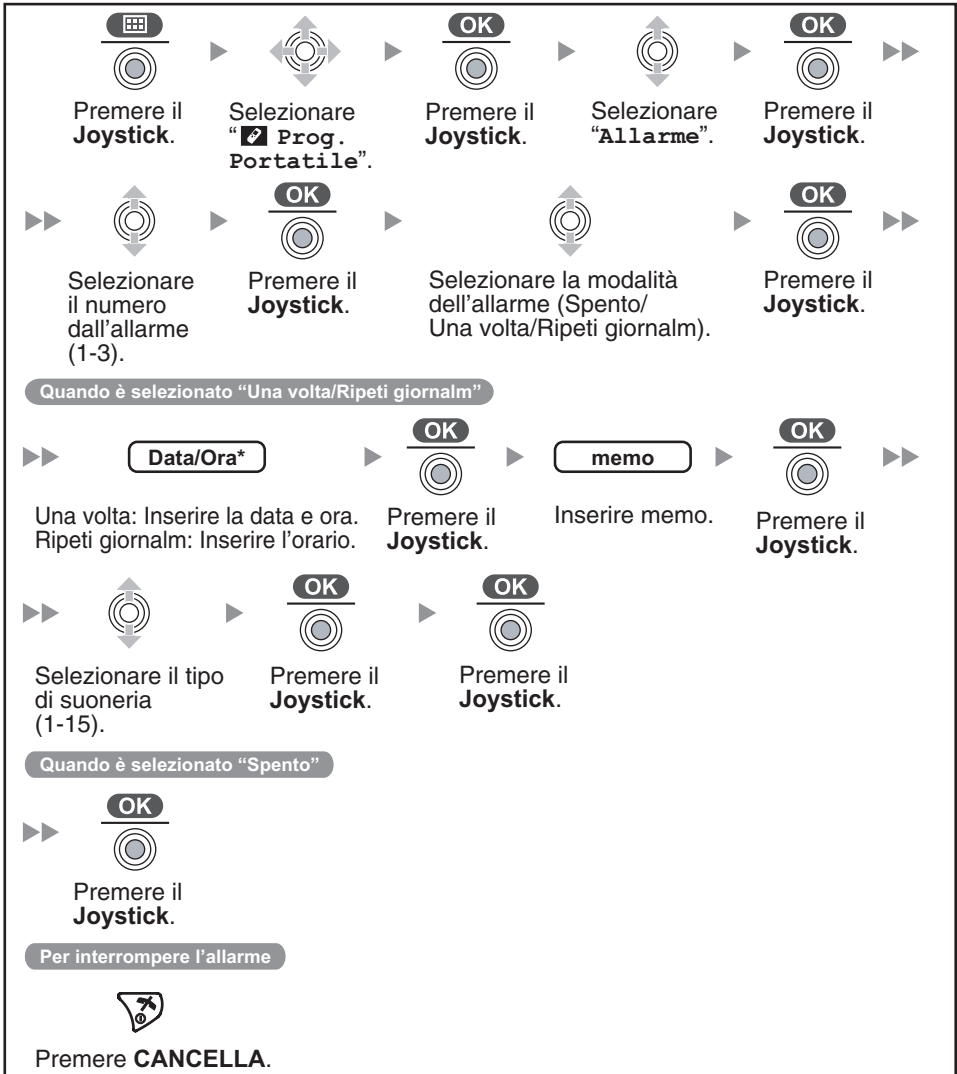 OK OK
Premere il Joystick.
Selezionare “ Prog. Portatile”.
Premere il Joystick.
Selezionare “Allarme”.
Premere il Joystick.
OK OK
Selezionare il numero dall'allarme (1-3).
Premere il Joystick.
Selezionare la modalità dell'allarme (Spento/ Una volta/Ripeti giornalm).
Premere il Joystick.
Quando è selezionato “Una volta/Ripeti giornalm”
Data/Ora* OK memo OK
Una volta: Inserire la data e ora.
Ripeti giornalm: Inserire l'orario.
Premere il Joystick.
Inserire memo.
Premere il Joystick.
OK OK
Selezionare il tipo di suoneria (1-15).
Premere il Joystick.
Premere il Joystick.
Quando è selezionato “Spento”
OK
Premere il Joystick.
Per interrompere l'allarme
Premere CANCELLA.